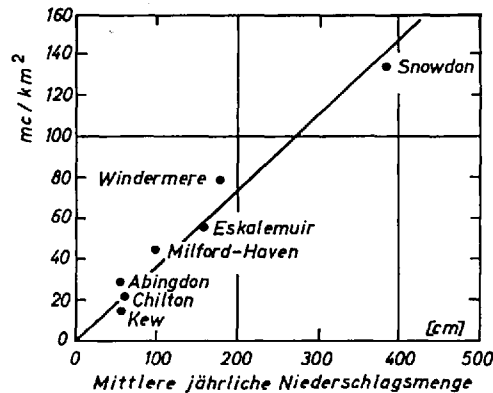 mc/km²
160
140
120
100
80
60
40
20
0
Snowdon
Windermere
Eskalemuir
Milford-Haven
Abingdon
Chilton
Kew
[cm]
0 100 200 300 400 500
Mittlere jährliche Niederschlagsmenge